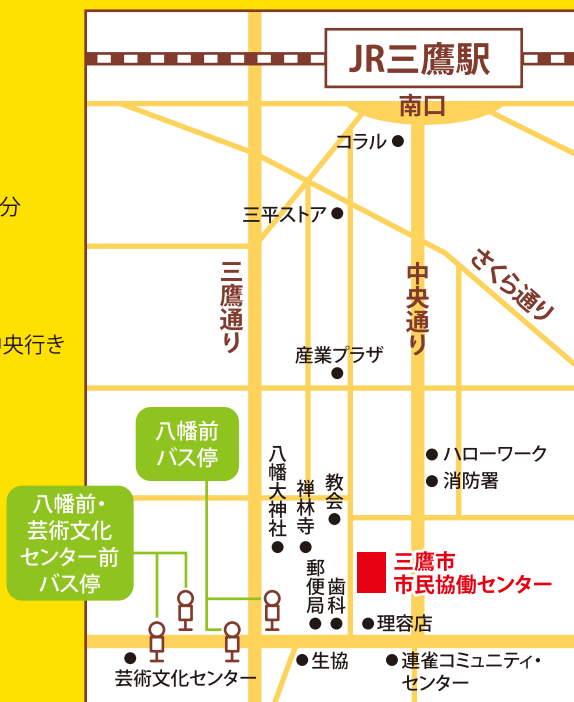 JR三鷹駅
南口
コラル
分
三平ストア
三鷹通り
中央通り
さくら通り
央行き
産業プラザ
八幡前
バス停
八幡大神社
禅林寺
教会
ハローワーク
消防署
八幡前・
芸術文化
センター前
バス停
三鷹市
市民協働センター
郵便局
歯科
理容店
芸術文化センター
生協
連雀コミュニティ・
センター